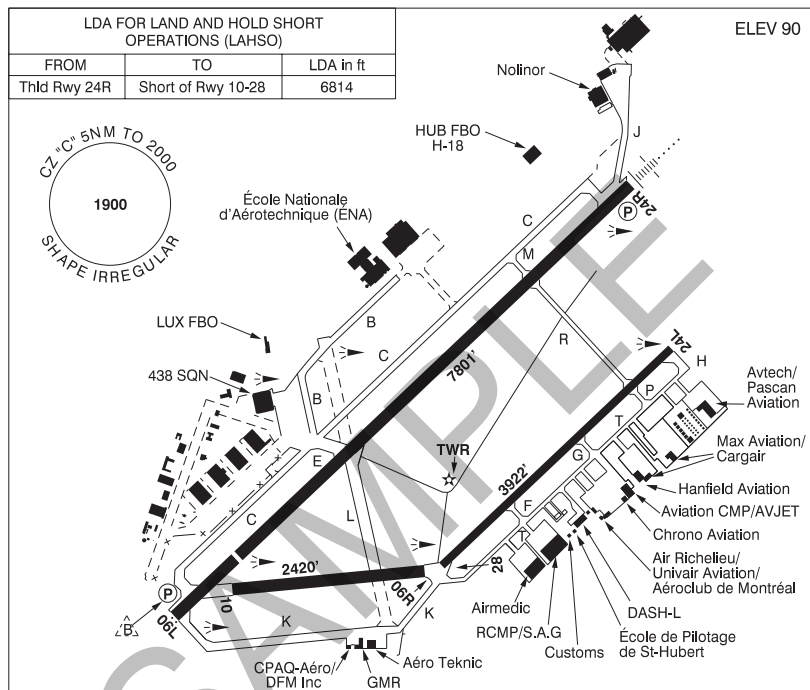 LDA FOR LAND AND HOLD SHORT
OPERATIONS (LAHSO)
FROM TO LDA in ft
Thld Rwy 24R Short of Rwy 10-28 6814
ELEV 90
CZ "C" 5NM TO 2000
1900
SHAPE IRREGULAR
Nolinor
HUB FBO
H-18
J
24R
P
École Nationale
d'Aérotechnique (ÉNA)
C
M
B
C
R
LUX FBO
438 SQN
B
7801'
24L
H
P
Avtech/
Pascan
Aviation
T
E
TWR
G
Max Aviation/
Cargair
3922'
Hanfield Aviation
C
L
F
Aviation CMP/AVJET
T
Chrono Aviation
2420'
28
Air Richelieu/
Univair Aviation/
Aéroclub de Montréal
P
10
06R
B
06L
K
K
Airmedic
DASH-L
RCMP/S.A.G
École de Pilotage
de St-Hubert
Customs
CPAQ-Aéro/
DFM Inc
GMR
Aéro Teknic
SAMPLE